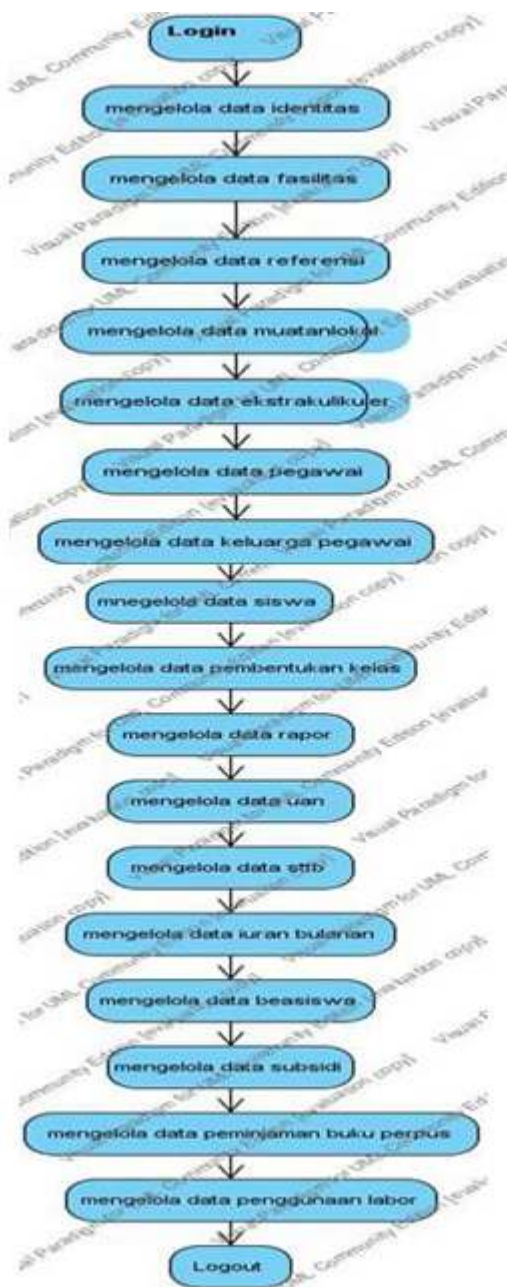 Login
mengelola data identitas
mengelola data fasilitas
mengelola data referensi
mengelola data muatanlokal
mengelola data ekstrakulikuler
mengelola data pegawai
mengelola data keluarga pegawai
mnegelola data siswa
mengelola data pembentukan kelas
mengelola data rapor
mengelola data uan
mengelola data sttb
mengelola data iuran bulanan
mengelola data beasiswa
mengelola data subsidi
mengelola data peminjaman buku perpus
mengelola data penggunaan labor
Logout